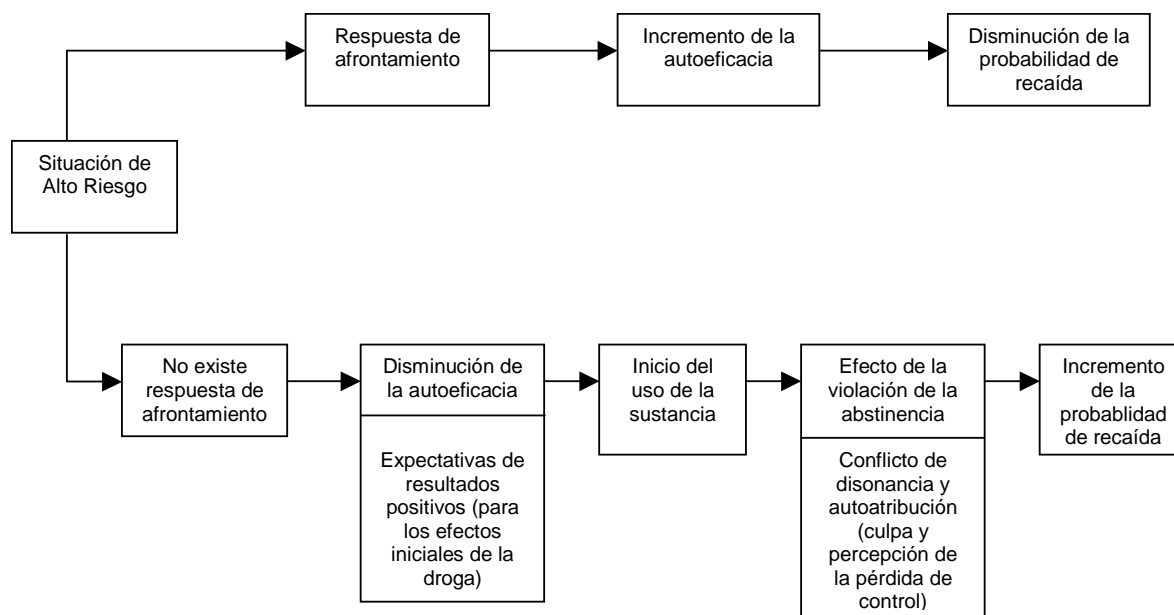 Respuesta de
afrontamiento
Incremento de la
autoeficacia
Disminución de la
probabilidad de
recaída
Situación de
Alto Riesgo
No existe
respuesta de
afrontamiento
Disminución de
la autoeficacia
Expectativas de
resultados
positivos (para
los efectos
iniciales de la
droga)
Inicio del
uso de la
sustancia
Efecto de la
violación de la
abstinencia
Conflicto de
disonancia y
autoatribución
(culpa y
percepción de
la pérdida de
control)
Incremento
de la
probablidad
de recaída